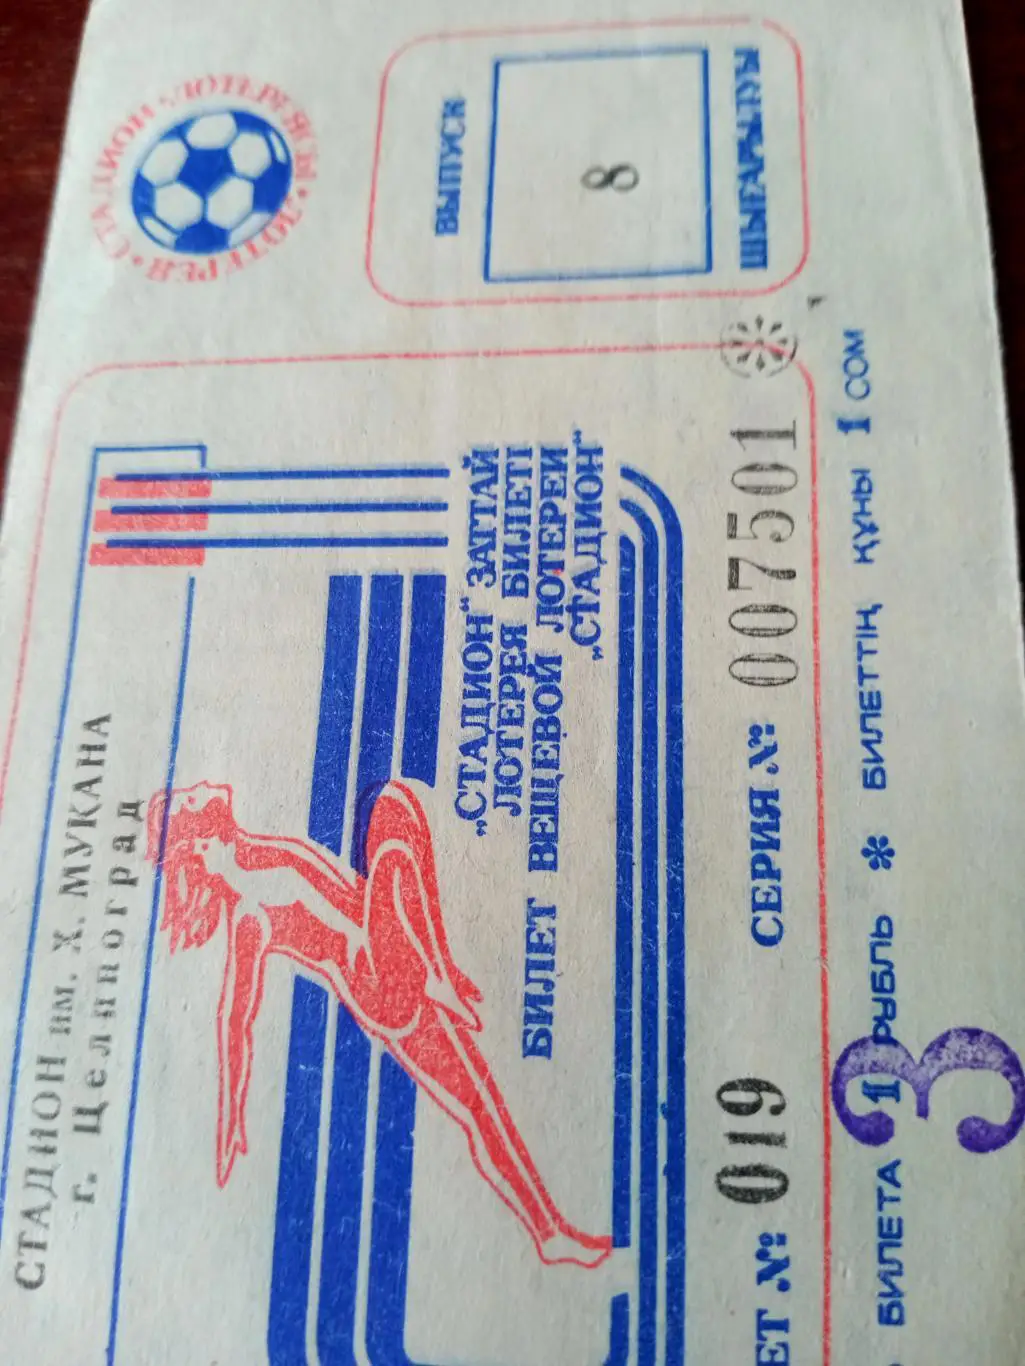 СТАДИОН ЛОТЕРЕЯСЫ • ЛОТЕРЕЯ •
ВЫПУСК
8
ШЫҒАРЫЛУЫ
СТАДИОН им. Х. МУКАНА
г. Целиноград
„СТАДИОН“ ЗАТТАЙ
ЛОТЕРЕЯ БИЛЕТІ
БИЛЕТ ВЕЩЕВОЙ ЛОТЕРЕИ
„СТАДИОН“
ЕТ №: 019 СЕРИЯ №: 007501
БИЛЕТА 1 РУБЛЬ * БИЛЕТТІҢ ҚҰНЫ 1 СОМ
3